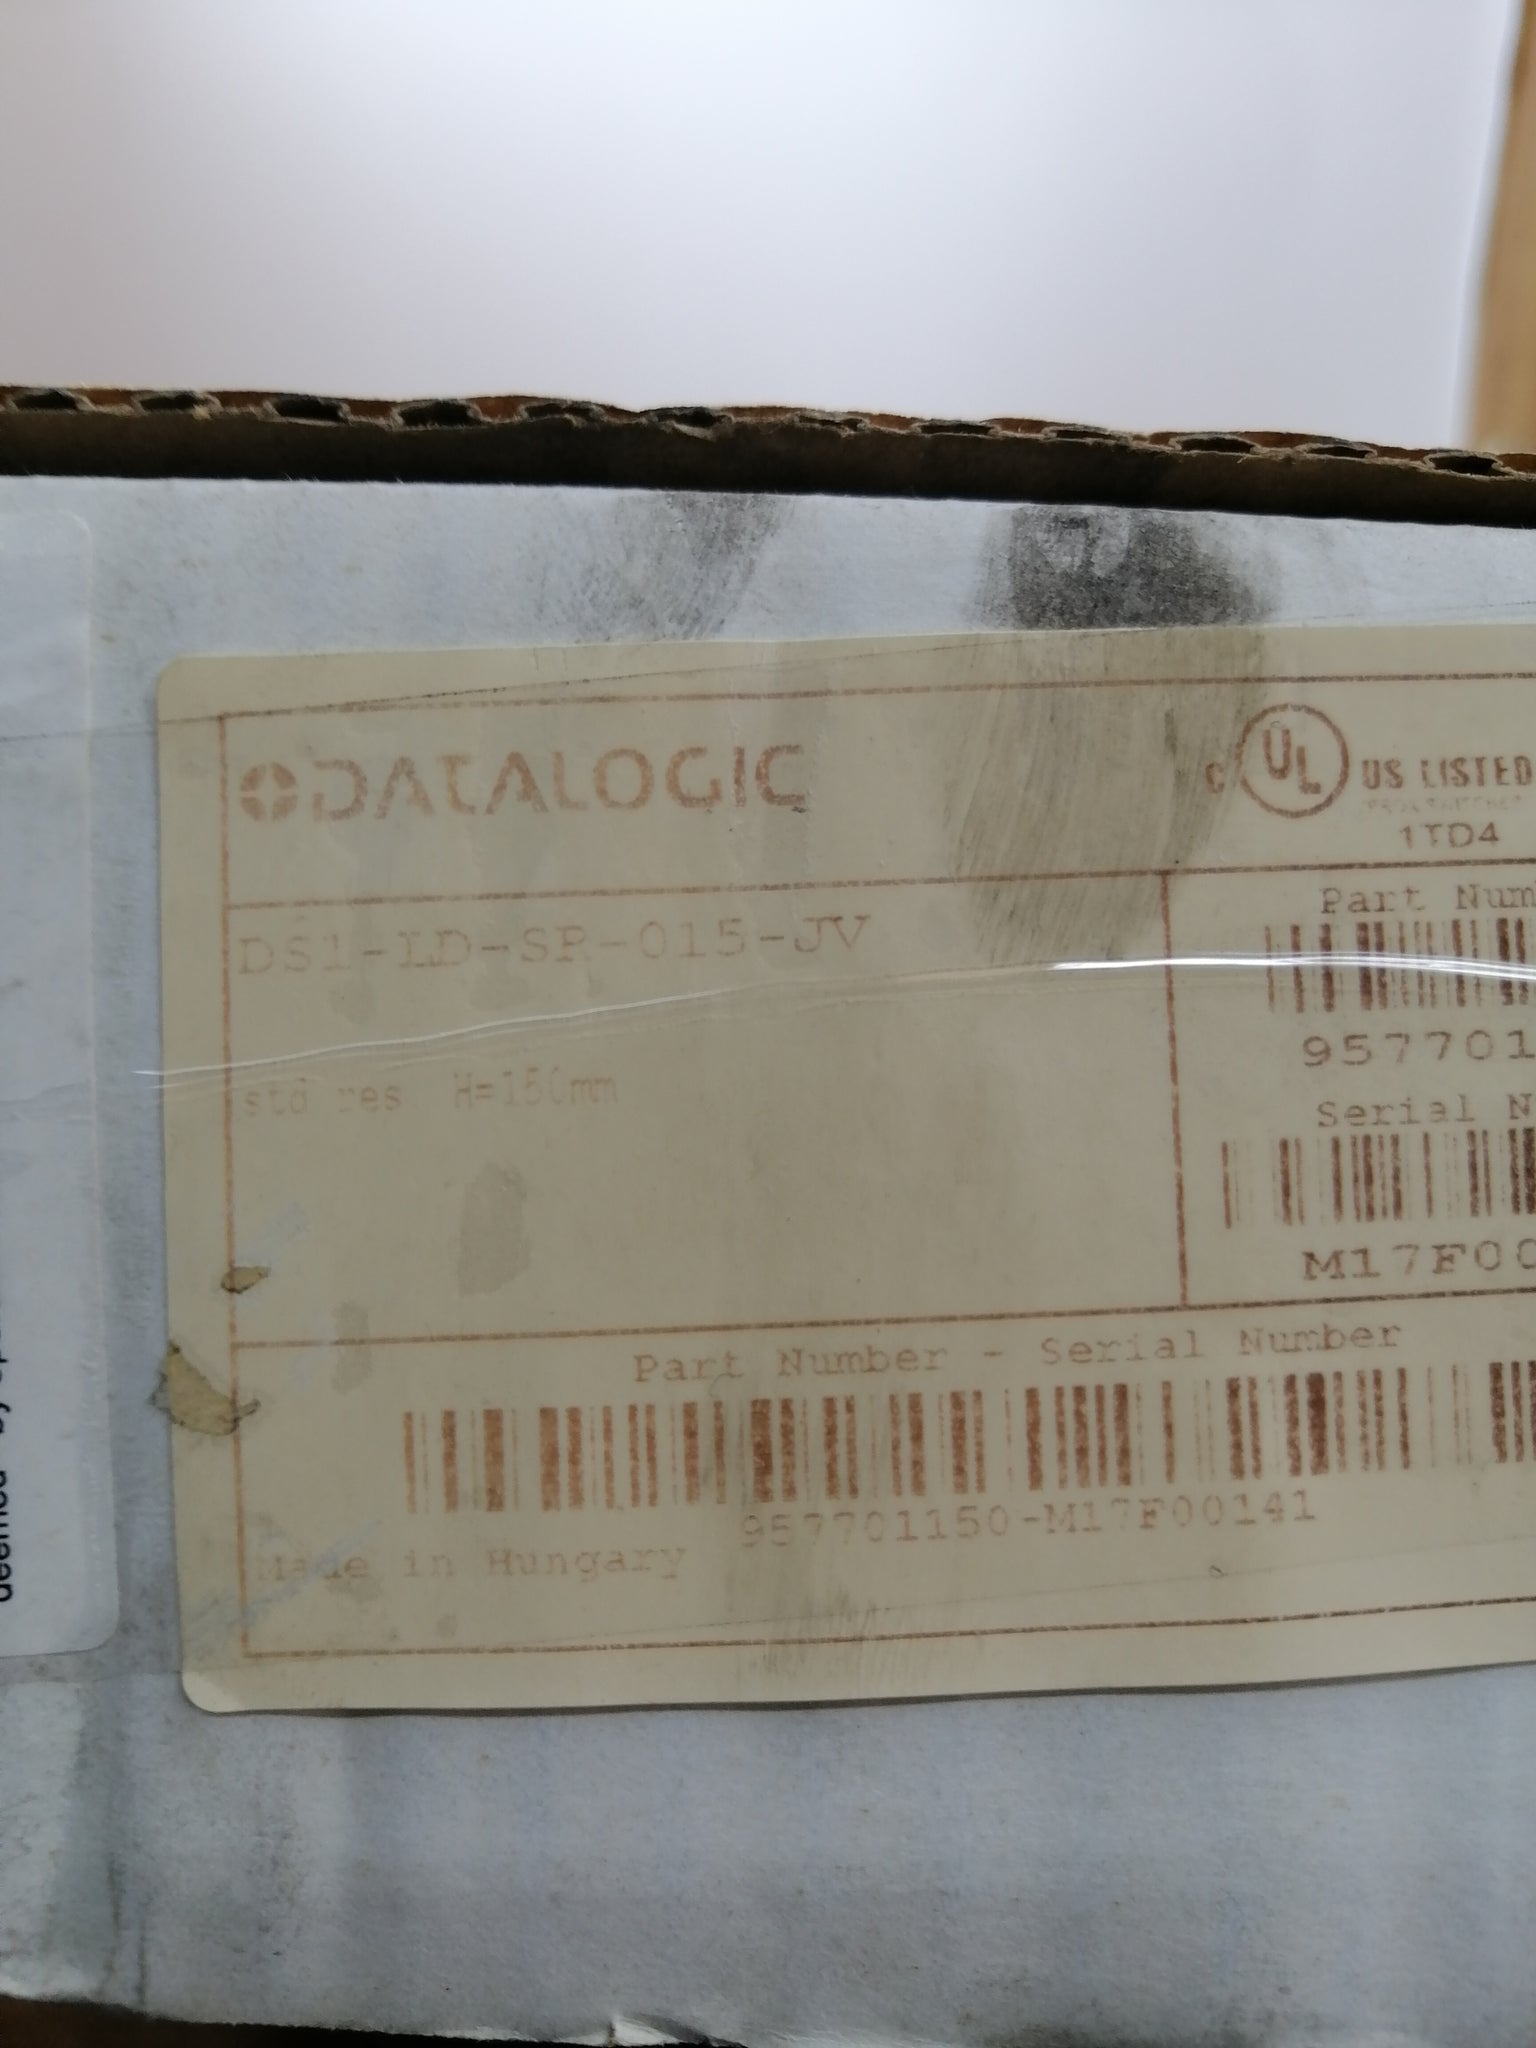 DATALOGIC
C UL US LISTED
1TD4
DS1-LD-SR-015-JV
std res H=150mm
Part Num
957701
Serial N
M17F00
Part Number - Serial Number
957701150-M17F00141
Made in Hungary